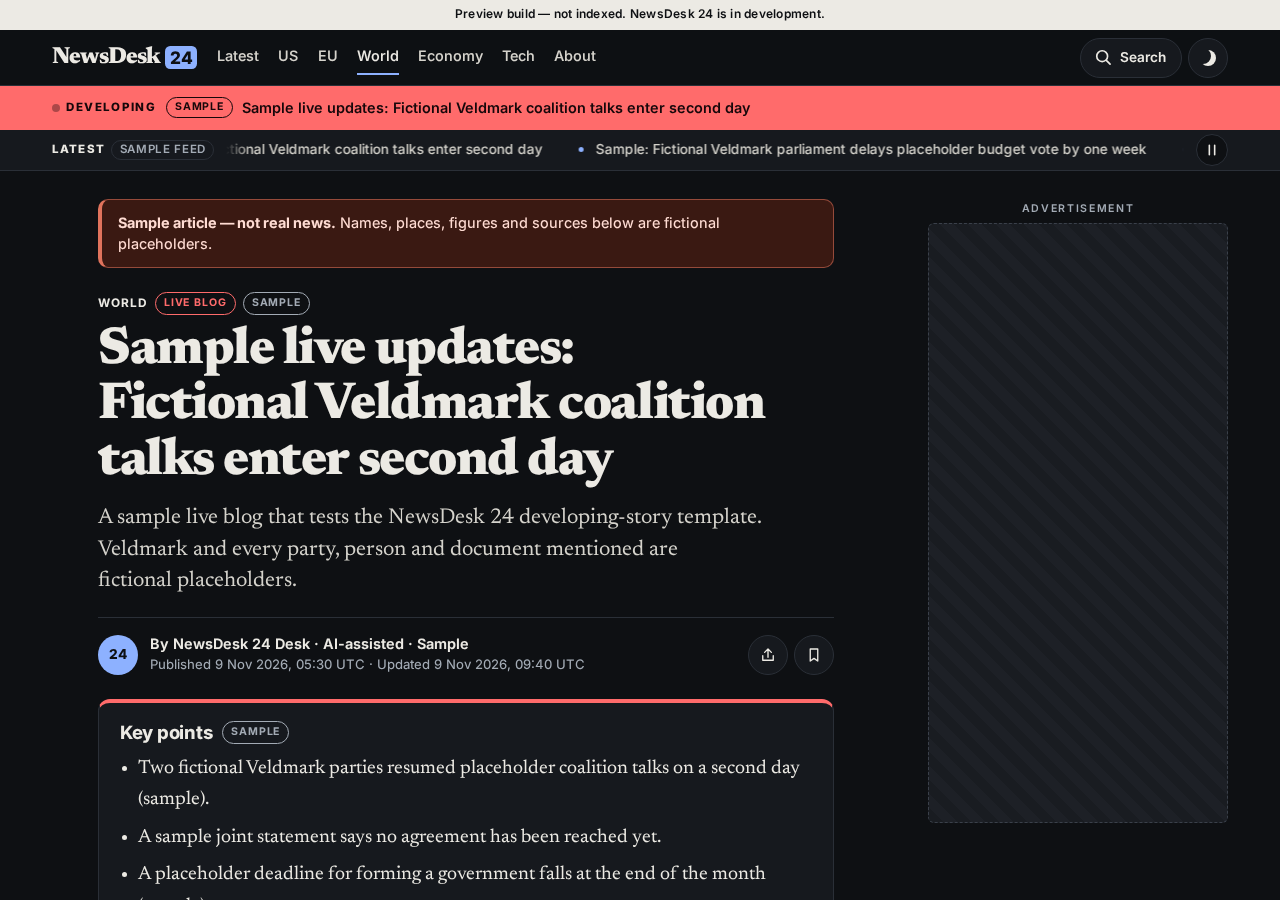 Preview build — not indexed. NewsDesk 24 is in development.
NewsDesk 24 Latest US EU World Economy Tech About Search
DEVELOPING SAMPLE Sample live updates: Fictional Veldmark coalition talks enter second day
LATEST SAMPLE FEED tional Veldmark coalition talks enter second day • Sample: Fictional Veldmark parliament delays placeholder budget vote by one week
ADVERTISEMENT
Sample article — not real news. Names, places, figures and sources below are fictional
placeholders.
WORLD LIVE BLOG SAMPLE
Sample live updates:
Fictional Veldmark coalition
talks enter second day
A sample live blog that tests the NewsDesk 24 developing-story template.
Veldmark and every party, person and document mentioned are
fictional placeholders.
24 By NewsDesk 24 Desk · AI-assisted · Sample
Published 9 Nov 2026, 05:30 UTC · Updated 9 Nov 2026, 09:40 UTC
Key points SAMPLE
• Two fictional Veldmark parties resumed placeholder coalition talks on a second day
(sample).
• A sample joint statement says no agreement has been reached yet.
• A placeholder deadline for forming a government falls at the end of the month